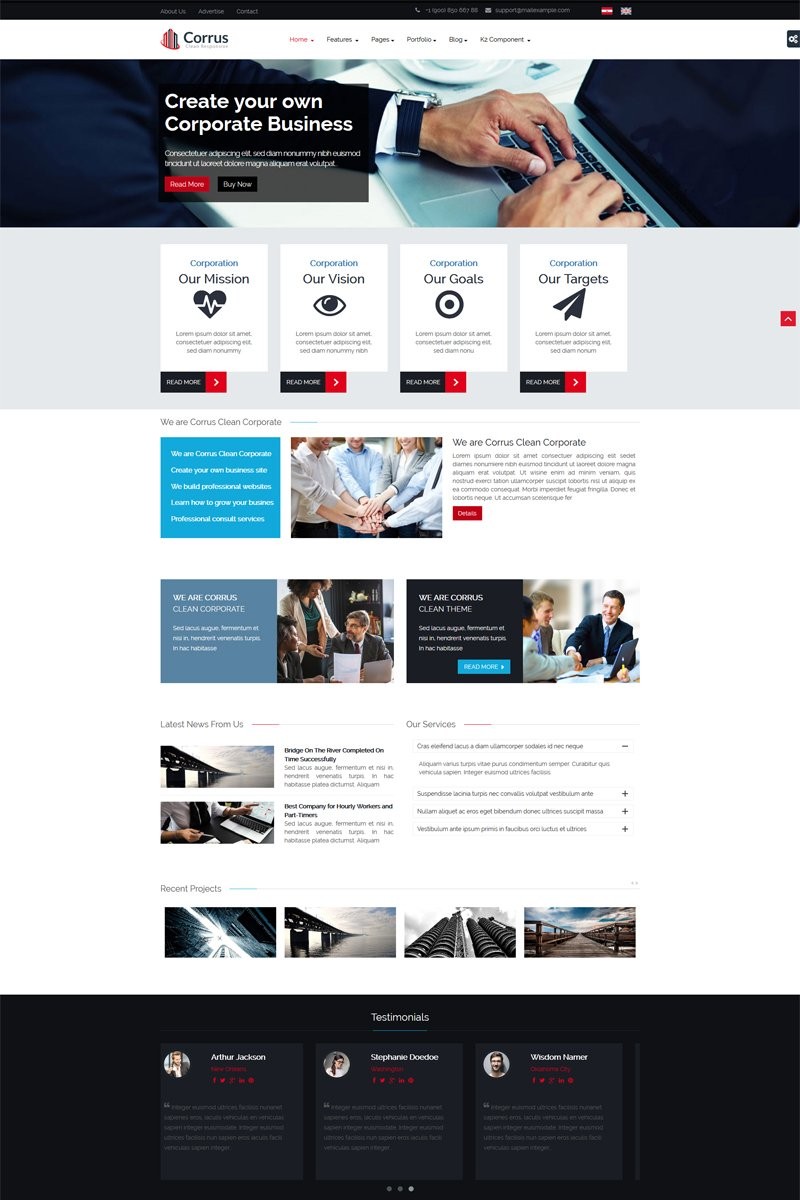 About Us Advertise Contact
+1 (900) 850 667 88 support@mailexample.com
Corrus
Clean Responsive
Home Features Pages Portfolio Blog K2 Component
Create your own
Corporate Business
Consectetuer adipiscing elit, sed diam nonummy nibh euismod
tincidunt ut laoreet dolore magna aliquam erat volutpat
Read More Buy Now
Corporation
Our Mission
Lorem ipsum dolor sit amet,
consectetuer adipiscing elit,
sed diam nonummy
READ MORE
Corporation
Our Vision
Lorem ipsum dolor sit amet,
consectetuer adipiscing elit,
sed diam nonummy nibh
READ MORE
Corporation
Our Goals
Lorem ipsum dolor sit amet,
consectetuer adipiscing elit,
sed diam nonu
READ MORE
Corporation
Our Targets
Lorem ipsum dolor sit amet,
consectetuer adipiscing elit,
sed diam nonum
READ MORE
We are Corrus Clean Corporate
We are Corrus Clean Corporate
Create your own business site
We build professional websites
Learn how to grow your busines
Professional consult services
We are Corrus Clean Corporate
Lorem ipsum dolor sit amet consectetuer adipiscing elit sed
diam nonummy nibh euismod tincidunt ut laoreet dolore magna
aliquam erat volutpat. Ut wisine enim ad minim veniam, quis
nostrud exerci tation ullamcorper suscipit lobortis nisl ut aliquip ex
ea commodo consequat. Morbi imperdiet feugiat fringilla. Donec et
lobortis neque. Ut accumsan scelerisque fer
Details
WE ARE CORRUS
CLEAN CORPORATE
Sed lacus augue, fermentum et
nisi in, hendrerit venenatis turpis.
In hac habitasse
WE ARE CORRUS
CLEAN THEME
Sed lacus augue, fermentum et
nisi in, hendrerit venenatis turpis.
In hac habitasse
READ MORE
Latest News From Us
Bridge On The River Completed On
Time Successfully
Sed lacus augue, fermentum et nisi in,
hendrerit venenatis turpis. In hac
habitasse platea dictumst. Aliquam
Best Company for Hourly Workers and
Part-Timers
Sed lacus augue, fermentum et nisi in,
hendrerit venenatis turpis. In hac
habitasse platea dictumst. Aliquam
Our Services
Cras eleifend lacus a diam ullamcorper sodales id nec neque
Aliquam varius turpis vitae purus condimentum semper. Curabitur quis
vehicula sapien. Integer euismod ultrices facilisis
Suspendisse lacinia turpis nec convallis volutpat vestibulum ante
Nullam aliquet ac eros eget bibendum donec ultrices suscipit massa
Vestibulum ante ipsum primis in faucibus orci luctus et ultrices
Recent Projects
Testimonials
Arthur Jackson
New Orleans
Integer euismod ultrices facilisis nunanet
sapienes eros, iaculis vehiculas en vehiculas
sapien integer euismodate. Integer euismod
ultrices facilisis nun sapien eros iaculis facils
vehiculas sapien integer.
Stephanie Doedoe
Washington
Integer euismod ultrices facilisis nunanet
sapienes eros, iaculis vehiculas en vehiculas
sapien integer euismodate. Integer euismod
ultrices facilisis nun sapien eros iaculis facils
vehiculas sapien integer.
Wisdom Namer
Oklahoma City
Integer euismod ultrices facilisis nunanet
sapienes eros, iaculis vehiculas en vehiculas
sapien integer euismodate. Integer euismod
ultrices facilisis nun sapien eros iaculis facils
vehiculas sapien integer.